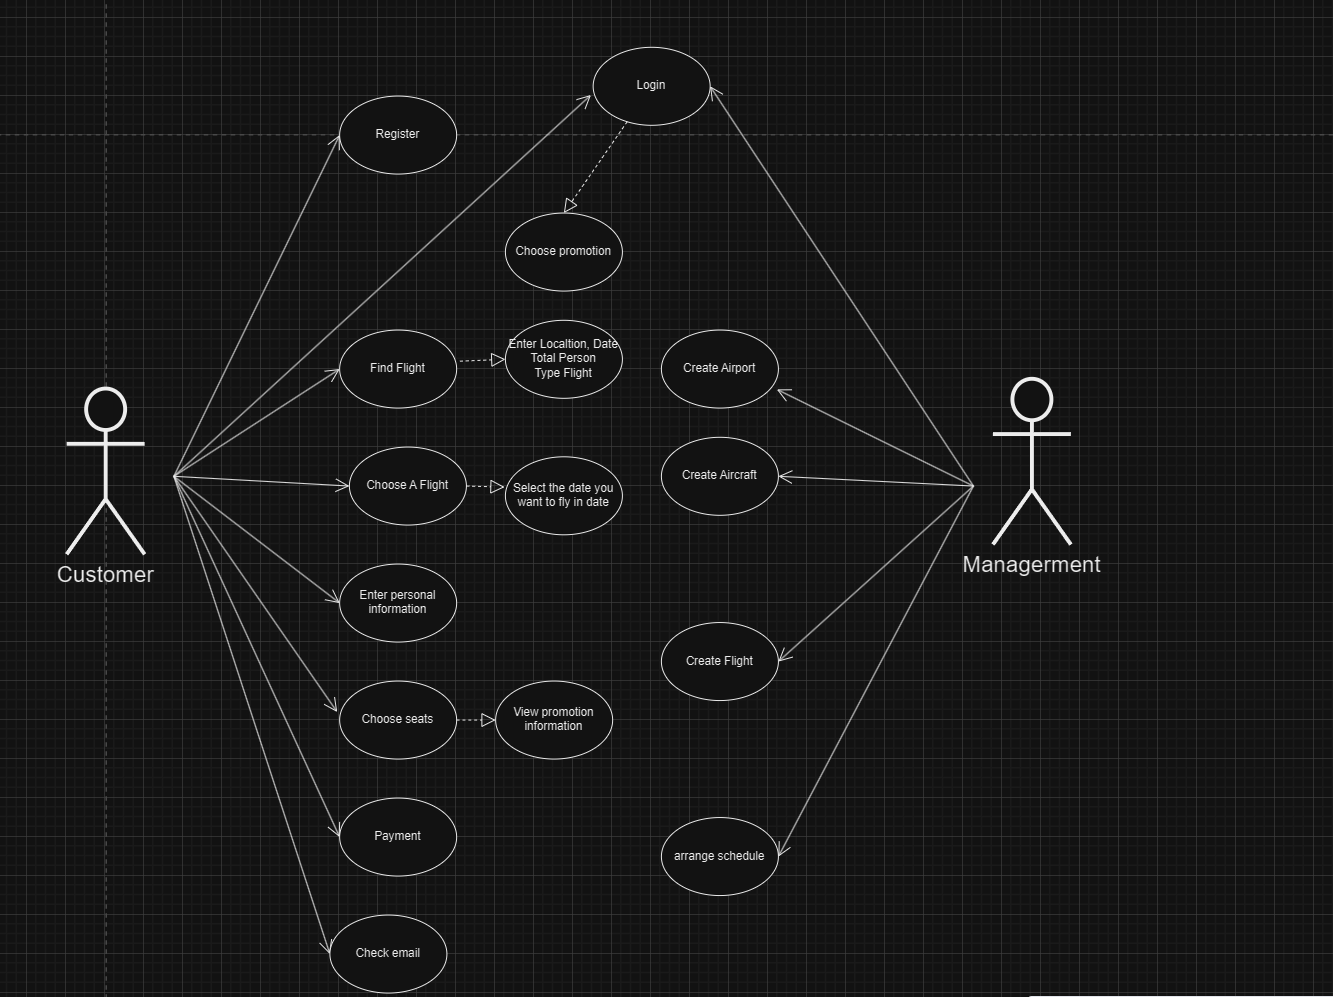 Login
Register
Choose promotion
Enter Localtion, Date
Total Person
Type Flight
Find Flight
Create Airport
Choose A Flight
Select the date you
want to fly in date
Create Aircraft
Customer
Managerment
Enter personal
information
Create Flight
Choose seats
View promotion
information
Payment
arrange schedule
Check email